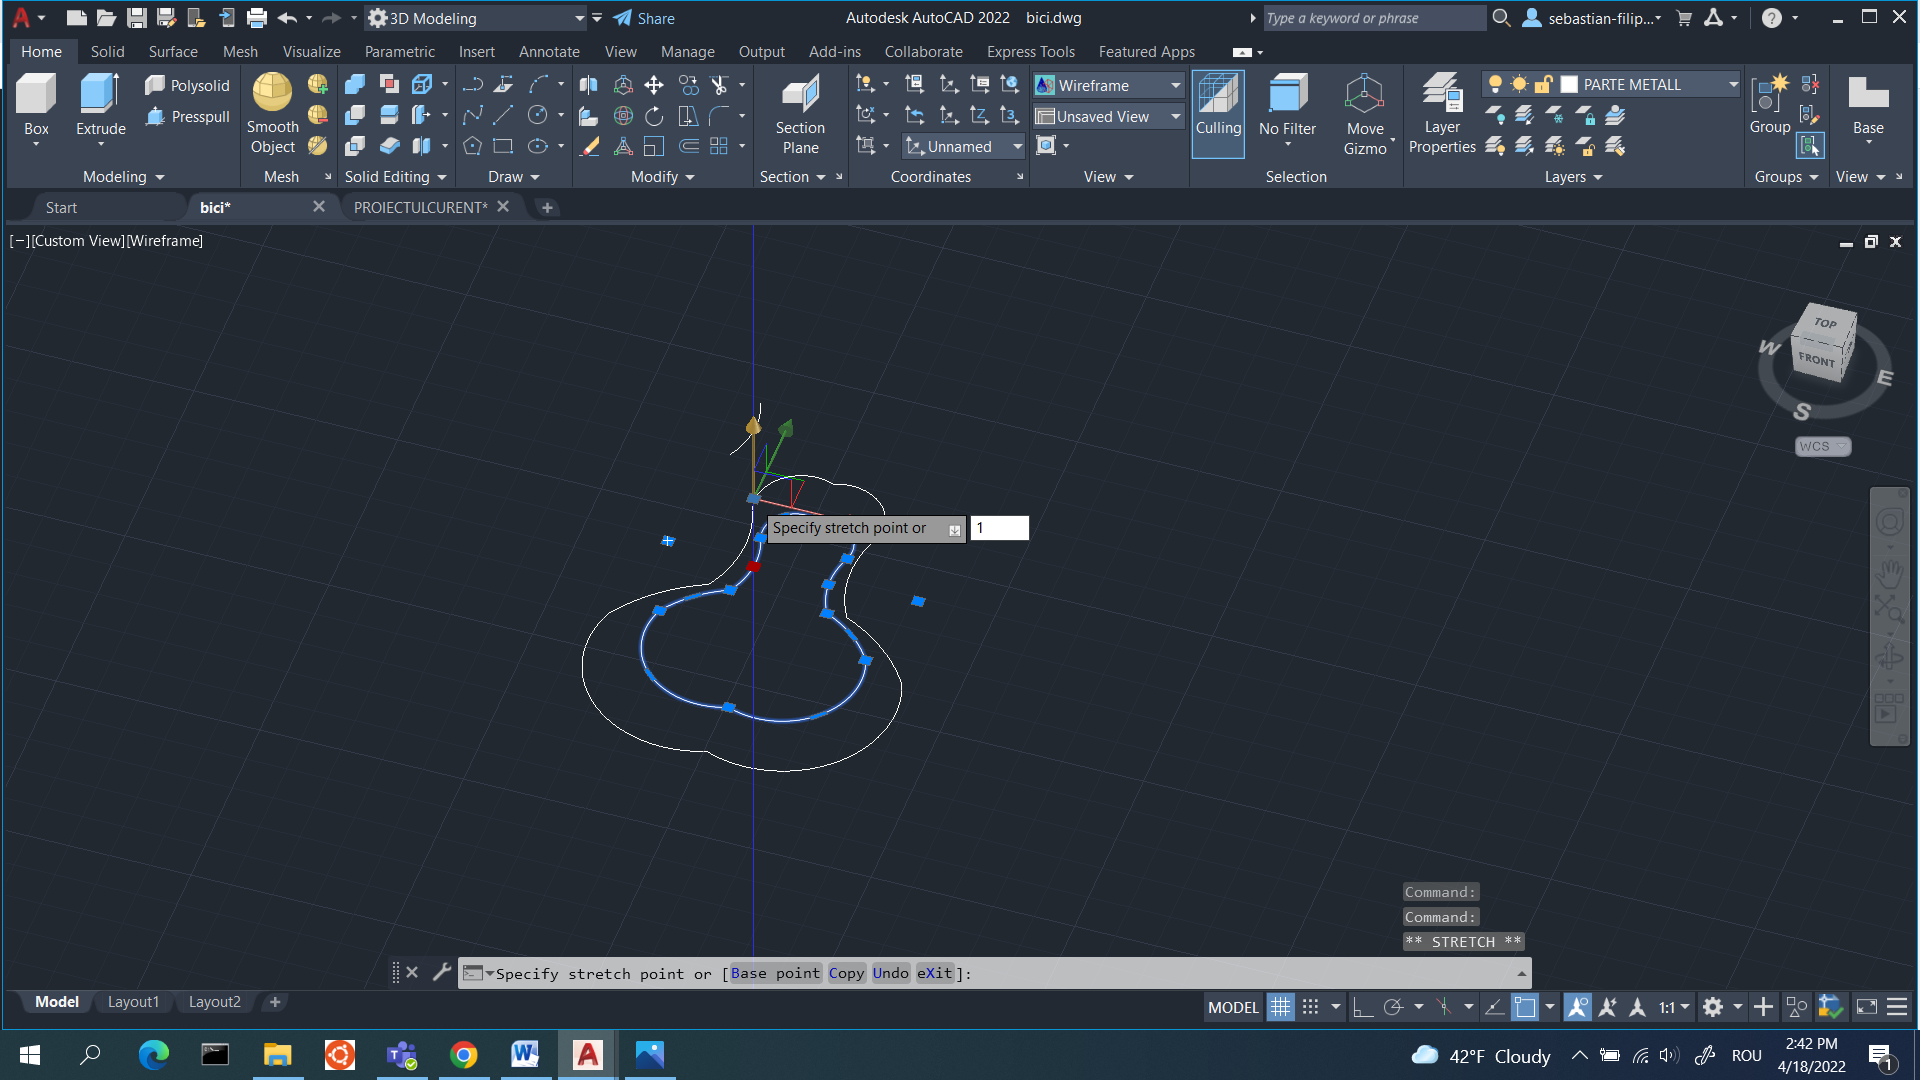 3D Modeling
Share
Autodesk AutoCAD 2022
bici.dwg
Type a keyword or phrase
sebastian-filip...
Home
Solid
Surface
Mesh
Visualize
Parametric
Insert
Annotate
View
Manage
Output
Add-ins
Collaborate
Express Tools
Featured Apps
Box
Extrude
Polysolid
Presspull
Smooth
Object
Section
Plane
Wireframe
Unsaved View
Unnamed
Culling
No Filter
Move
Gizmo
Layer
Properties
PARTE METALL
Group
Base
Modeling
Mesh
Solid Editing
Draw
Modify
Section
Coordinates
View
Selection
Layers
Groups
View
Start
bici*
PROIECTULCURENT*
[−][Custom View][Wireframe]
TOP
FRONT
W
E
S
WCS
Specify stretch point or
1
Command:
Command:
** STRETCH **
Specify stretch point or [Base point Copy Undo eXit]:
Model
Layout1
Layout2
MODEL
1:1
42°F Cloudy
ROU
2:42 PM
4/18/2022
1